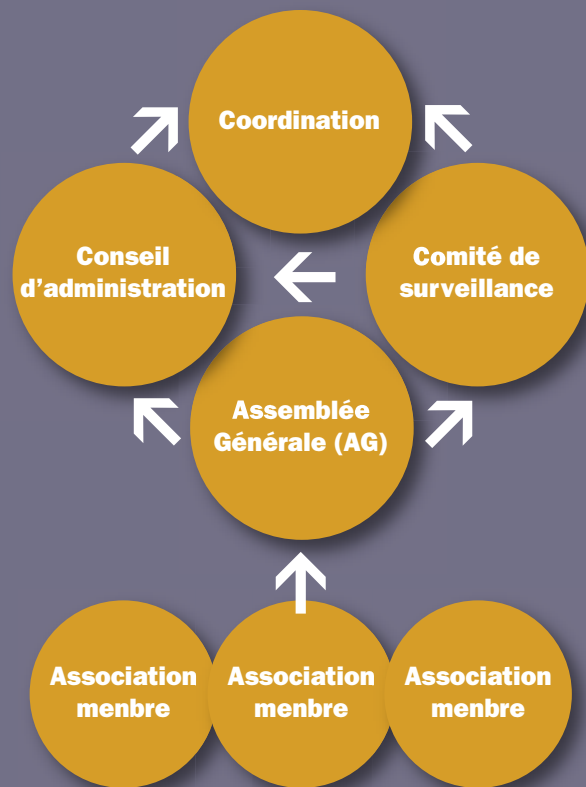 Coordination
Conseil
d'administration
Comité de
surveillance
Assemblée
Générale (AG)
Association
menbre
Association
menbre
Association
menbre